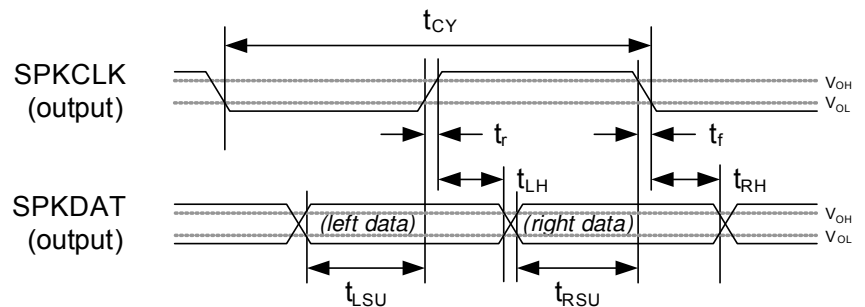 tCY
SPKCLK
(output)
VOH
VOL
tr
tf
tLH
tRH
SPKDAT
(output)
(left data)
(right data)
VOH
VOL
tLSU
tRSU